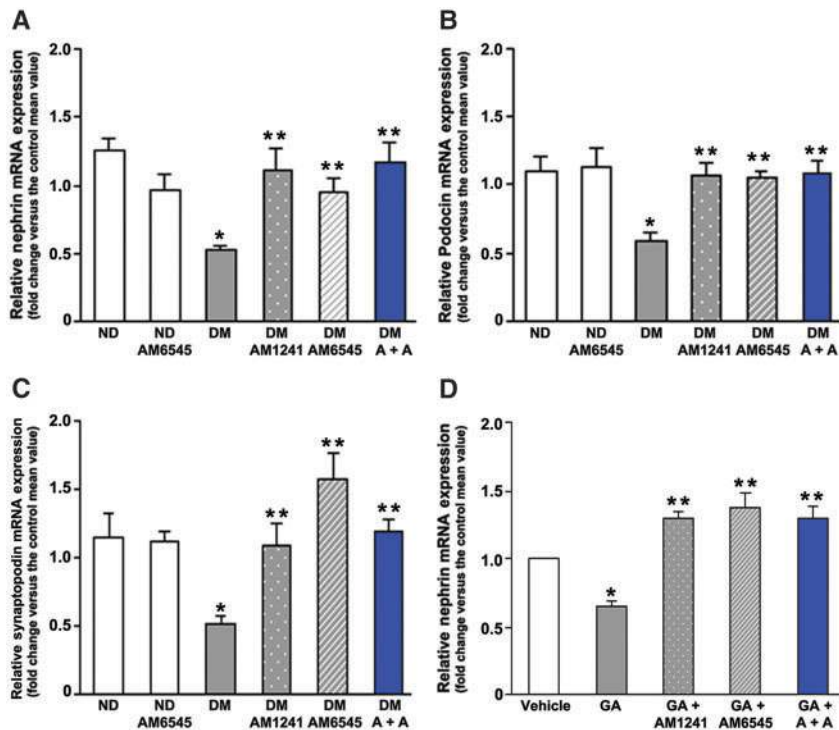 A
Relative nephrin mRNA expression
(fold change versus the control mean value)
2.0
1.5
1.0
0.5
0
**
**
**
*
ND
ND
AM6545
DM
DM
AM1241
DM
AM6545
DM
A + A
B
Relative Podocin mRNA expression
(fold change versus the control mean value)
2.0
1.5
1.0
0.5
0
**
**
**
*
ND
ND
AM6545
DM
DM
AM1241
DM
AM6545
DM
A + A
C
Relative synaptopodin mRNA expression
(fold change versus the control mean value)
2.0
1.5
1.0
0.5
0
**
**
**
*
ND
ND
AM6545
DM
DM
AM1241
DM
AM6545
DM
A + A
D
Relative nephrin mRNA expression
(fold change versus the control mean value)
2.0
1.5
1.0
0.5
0
**
**
**
*
Vehicle
GA
GA +
AM1241
GA +
AM6545
GA +
A + A